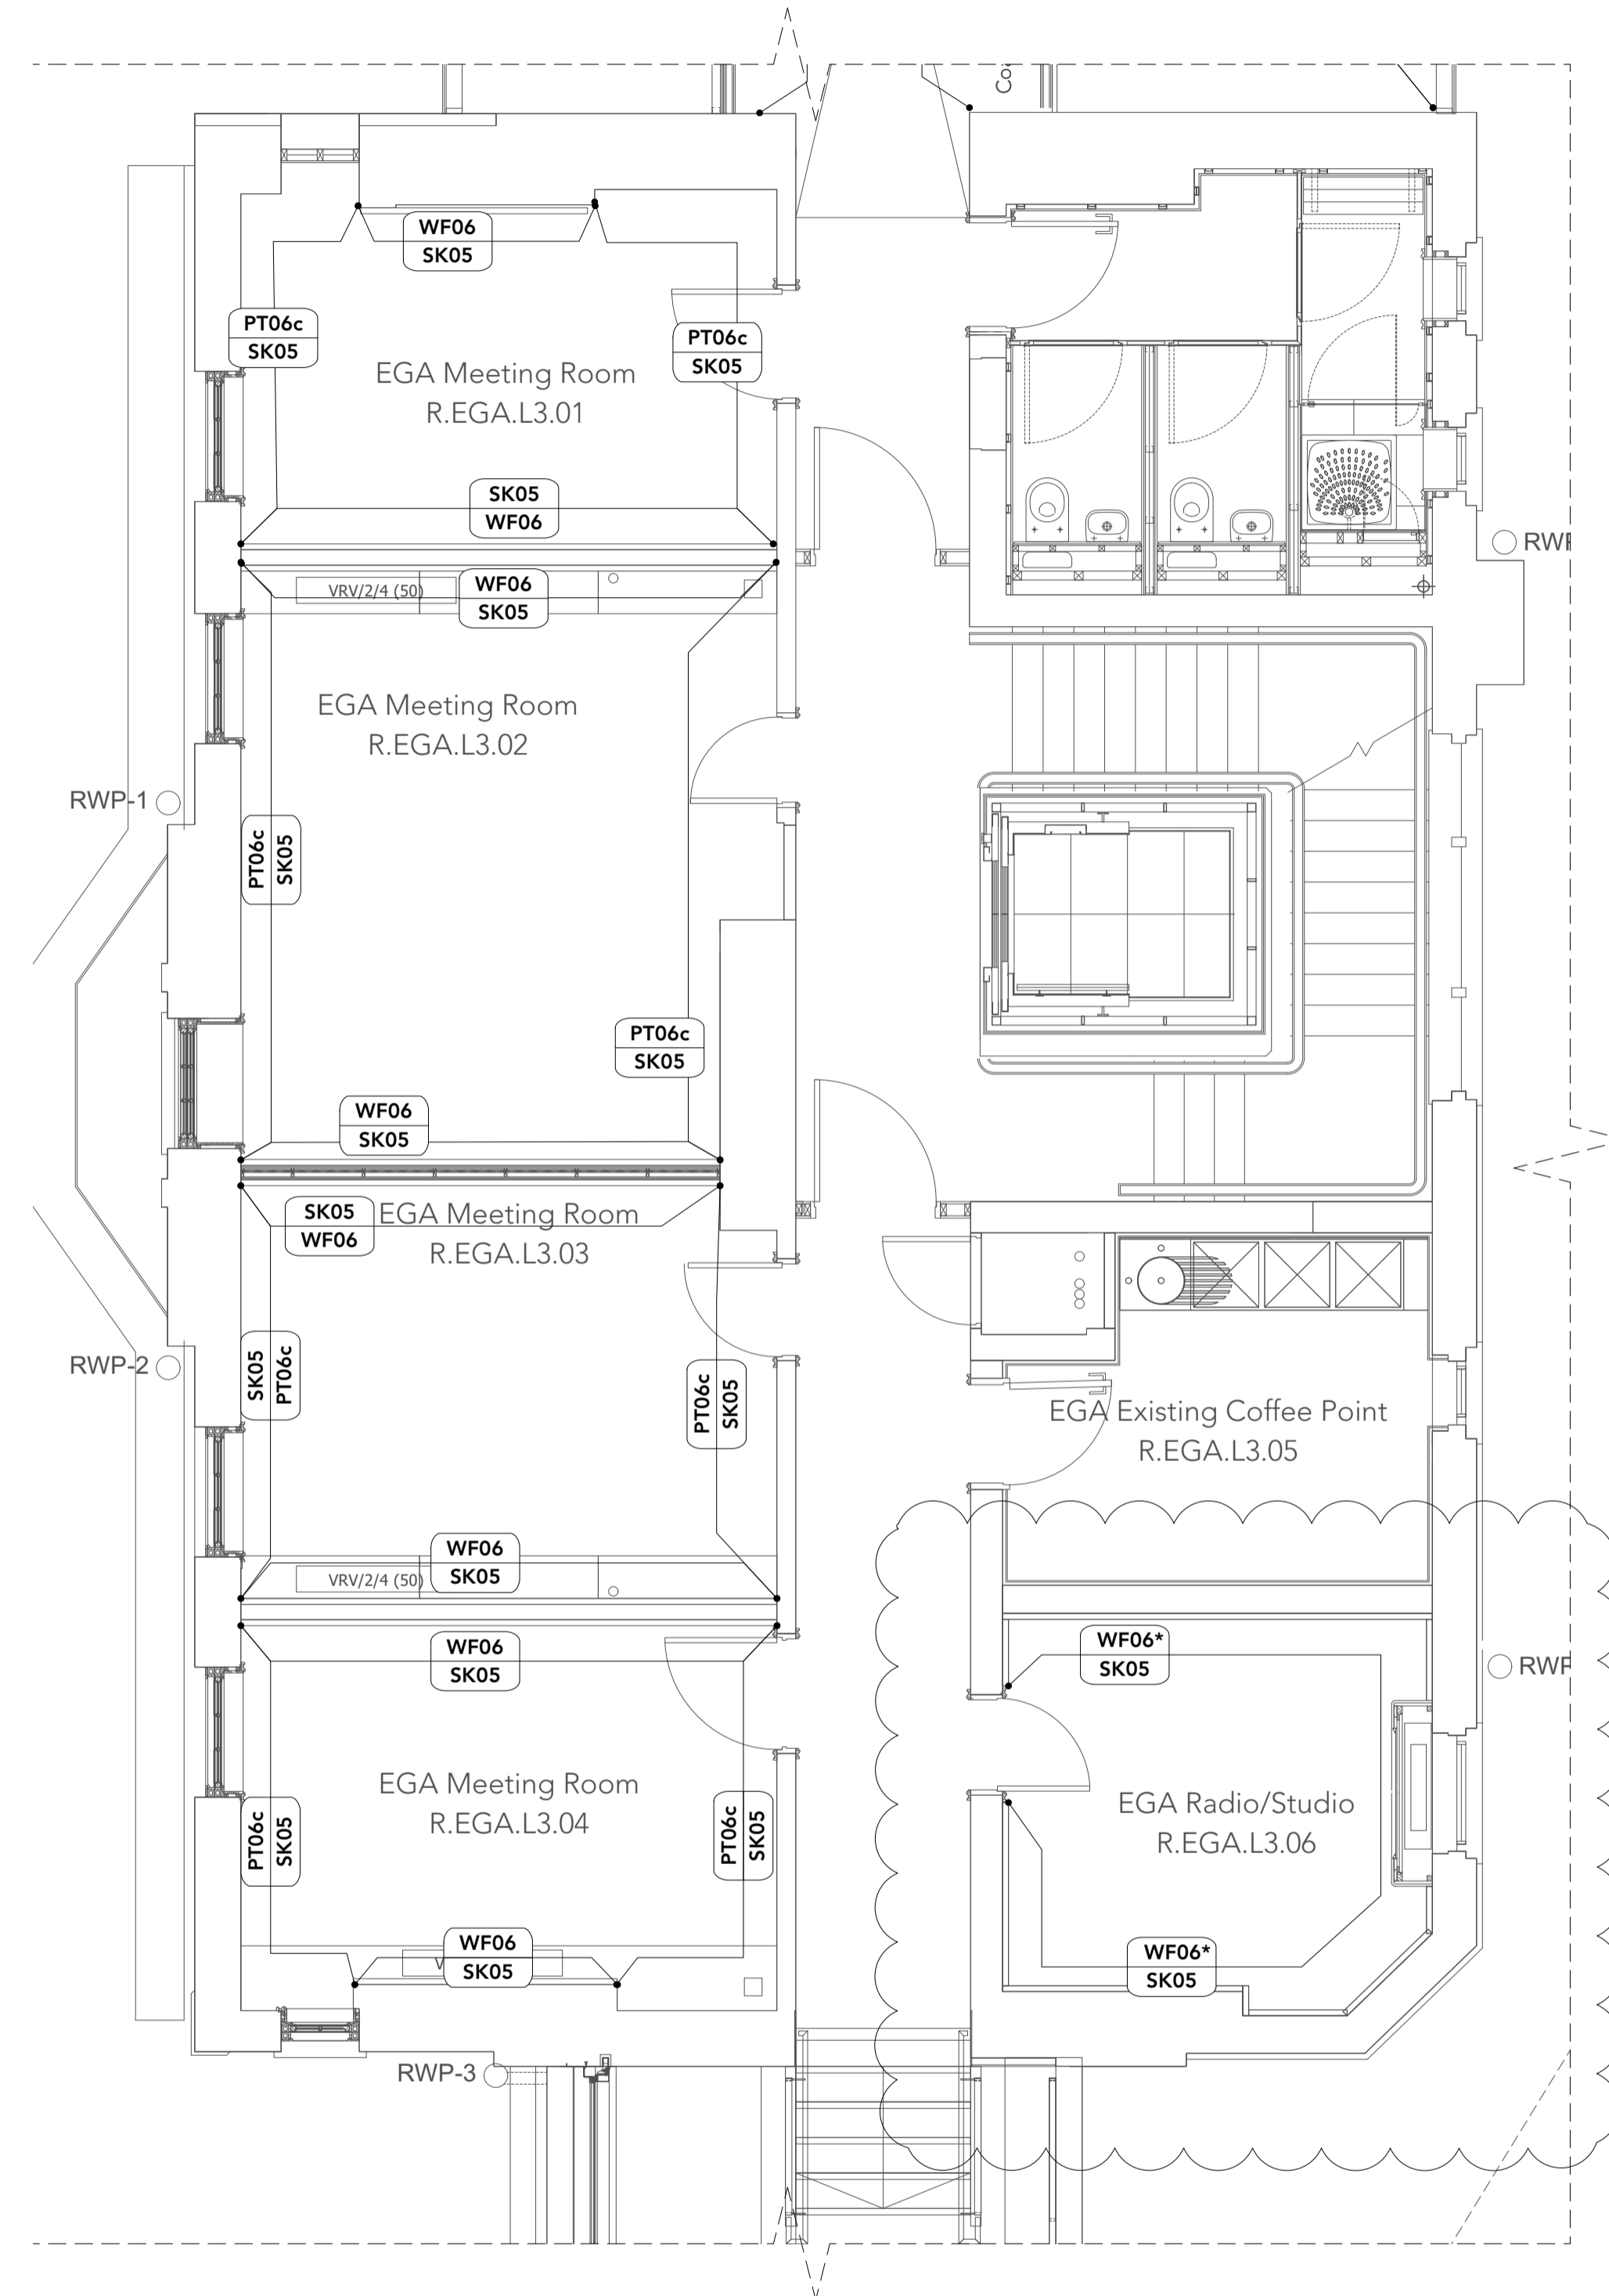 Co
WF06
SK05
PT06c
SK05
PT06c
SK05
EGA Meeting Room
R.EGA.L3.01
SK05
WF06
WF06
SK05
VRV/2/4 (50)
EGA Meeting Room
R.EGA.L3.02
RWP-1
PT06c
SK05
PT06c
SK05
WF06
SK05
SK05
WF06
EGA Meeting Room
R.EGA.L3.03
RWP-2
SK05
PT06c
PT06c
SK05
WF06
SK05
VRV/2/4 (50)
WF06
SK05
EGA Meeting Room
R.EGA.L3.04
PT06c
SK05
PT06c
SK05
WF06
SK05
V
RWP-3
RWP
EGA Existing Coffee Point
R.EGA.L3.05
WF06*
SK05
RWP
EGA Radio/Studio
R.EGA.L3.06
WF06*
SK05